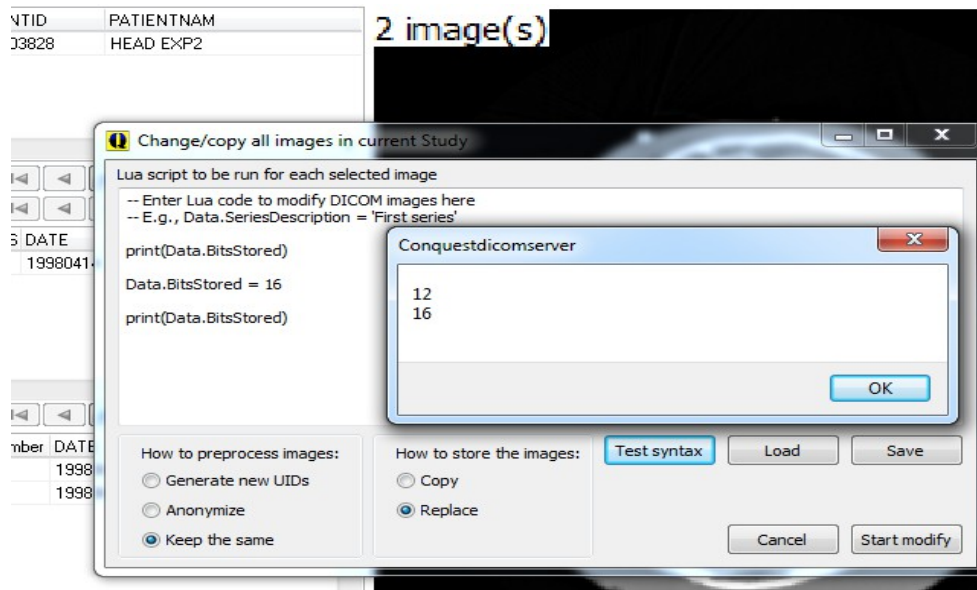 NTID PATIENTNAM
03828 HEAD EXP2
2 image(s)
Change/copy all images in current Study
Lua script to be run for each selected image
-- Enter Lua code to modify DICOM images here
-- E.g., Data.SeriesDescription = 'First series'
print(Data.BitsStored)
Data.BitsStored = 16
print(Data.BitsStored)
S DATE
1998041
Conquestdicomserver
12
16
OK
mber DATE
1998
1998
How to preprocess images:
Generate new UIDs
Anonymize
Keep the same
How to store the images:
Copy
Replace
Test syntax Load Save
Cancel Start modify